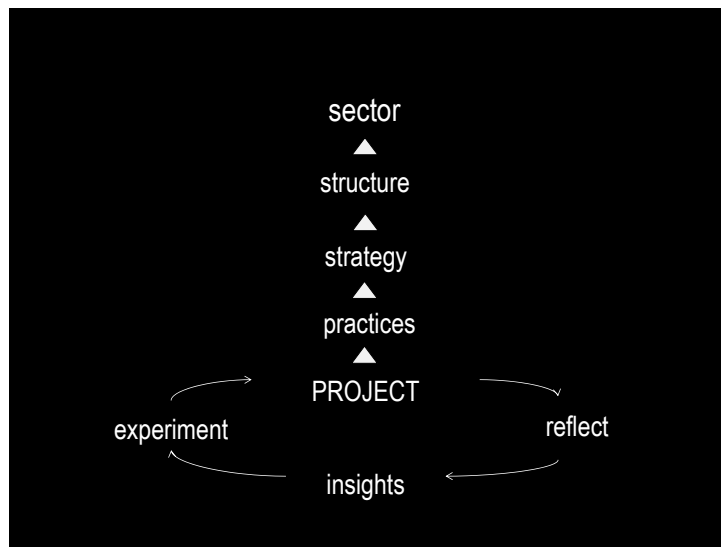 sector
structure
strategy
practices
PROJECT
experiment
reflect
insights